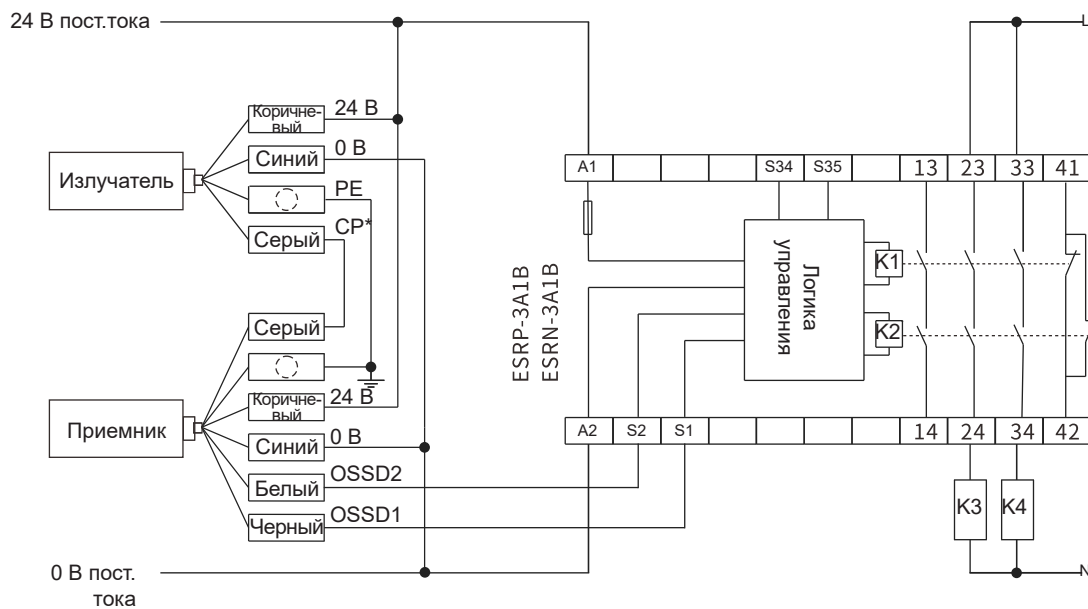 24 В пост.тока
L
Коричне-
вый
24 В
Излучатель
Синий
0 В
PE
Серый
CP*
A1
S34
S35
13
23
33
41
ESRP-3A1B
ESRN-3A1B
Логика
управления
K1
K2
Серый
Приемник
Коричне-
вый
24 В
Синий
0 В
Белый
OSSD2
Черный
OSSD1
A2
S2
S1
14
24
34
42
K3
K4
0 В пост.
тока
N